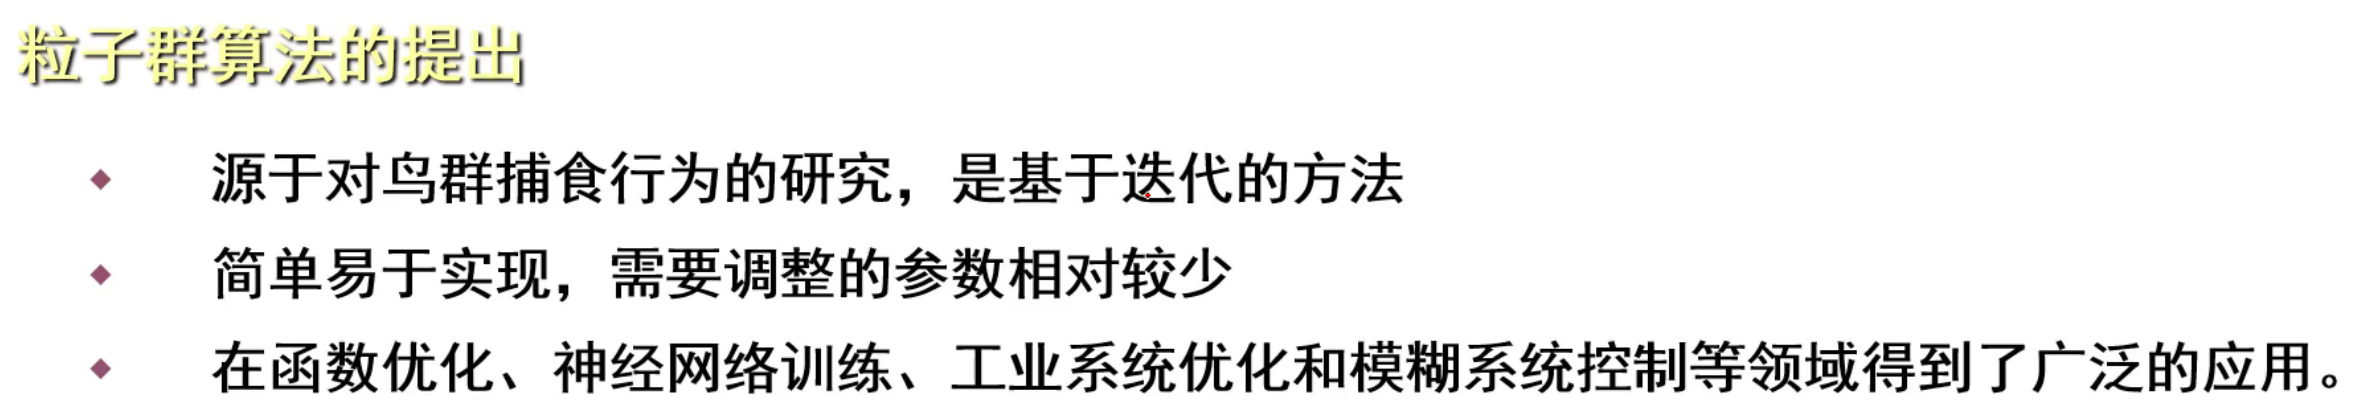 粒子群算法的提出
源于对鸟群捕食行为的研究，是基于迭代的方法
简单易于实现，需要调整的参数相对较少
在函数优化、神经网络训练、工业系统优化和模糊系统控制等领域得到了广泛的应用。